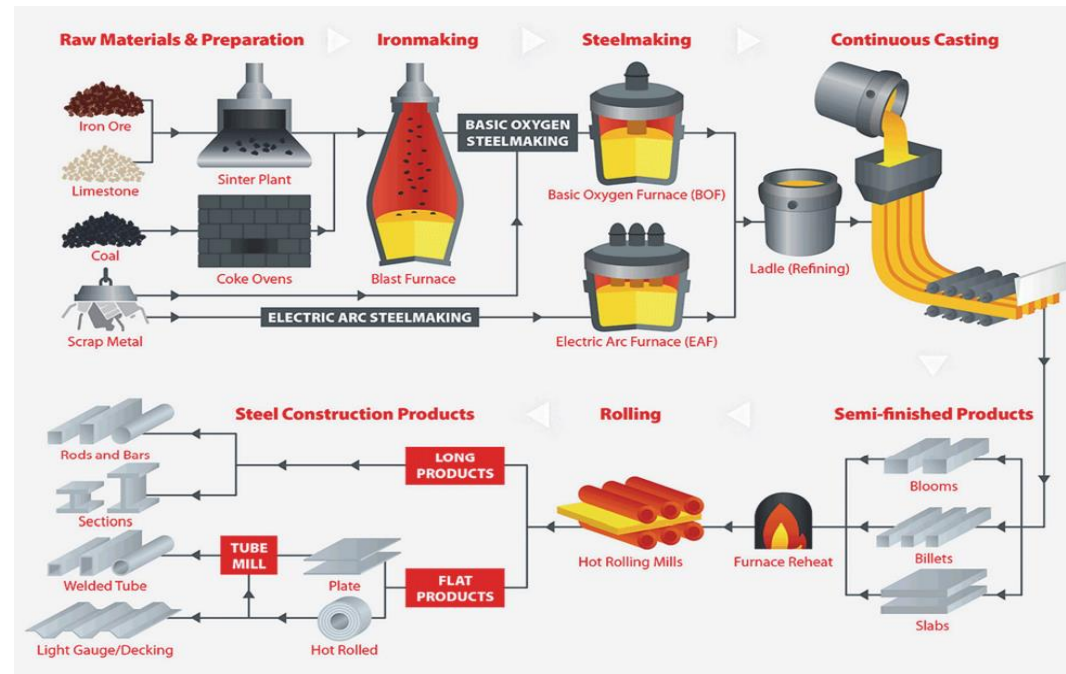 Raw Materials & Preparation
Ironmaking
Steelmaking
Continuous Casting
Iron Ore
Limestone
Sinter Plant
Coal
Coke Ovens
Scrap Metal
Blast Furnace
BASIC OXYGEN
STEELMAKING
ELECTRIC ARC STEELMAKING
Basic Oxygen Furnace (BOF)
Electric Arc Furnace (EAF)
Ladle (Refining)
Steel Construction Products
Rolling
Semi-finished Products
Rods and Bars
Sections
Welded Tube
Light Gauge/Decking
TUBE
MILL
Plate
Hot Rolled
LONG
PRODUCTS
FLAT
PRODUCTS
Hot Rolling Mills
Furnace Reheat
Blooms
Billets
Slabs